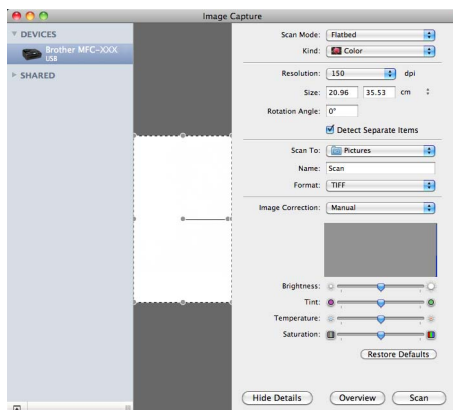 Image Capture
DEVICES
Brother MFC-XXX
USB
SHARED
Scan Mode: Flatbed
Kind: Color
Resolution: 150 dpi
Size: 20.96 35.53 cm
Rotation Angle: 0°
Detect Separate Items
Scan To: Pictures
Name: Scan
Format: TIFF
Image Correction: Manual
Brightness:
Tint:
Temperature:
Saturation:
Restore Defaults
Hide Details Overview Scan